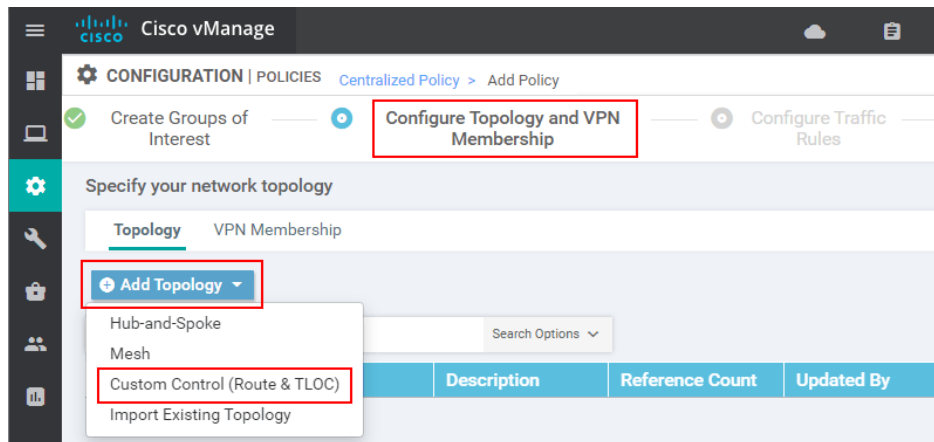 cisco Cisco vManage
CONFIGURATION | POLICIES Centralized Policy > Add Policy
Create Groups of
Interest
Configure Topology and VPN
Membership
Configure Traffic
Rules
Specify your network topology
Topology VPN Membership
Add Topology
Hub-and-Spoke
Mesh
Custom Control (Route & TLOC)
Import Existing Topology
Search Options
Description Reference Count Updated By